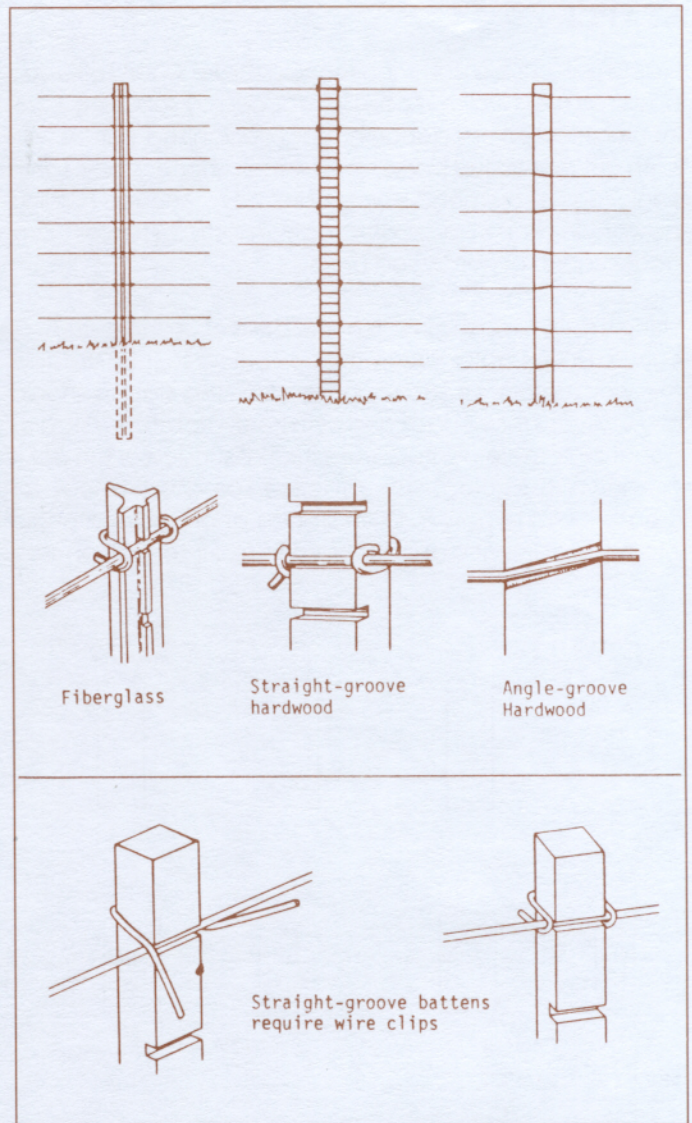 Fiberglass
Straight-groove
hardwood
Angle-groove
Hardwood
Straight-groove battens
require wire clips